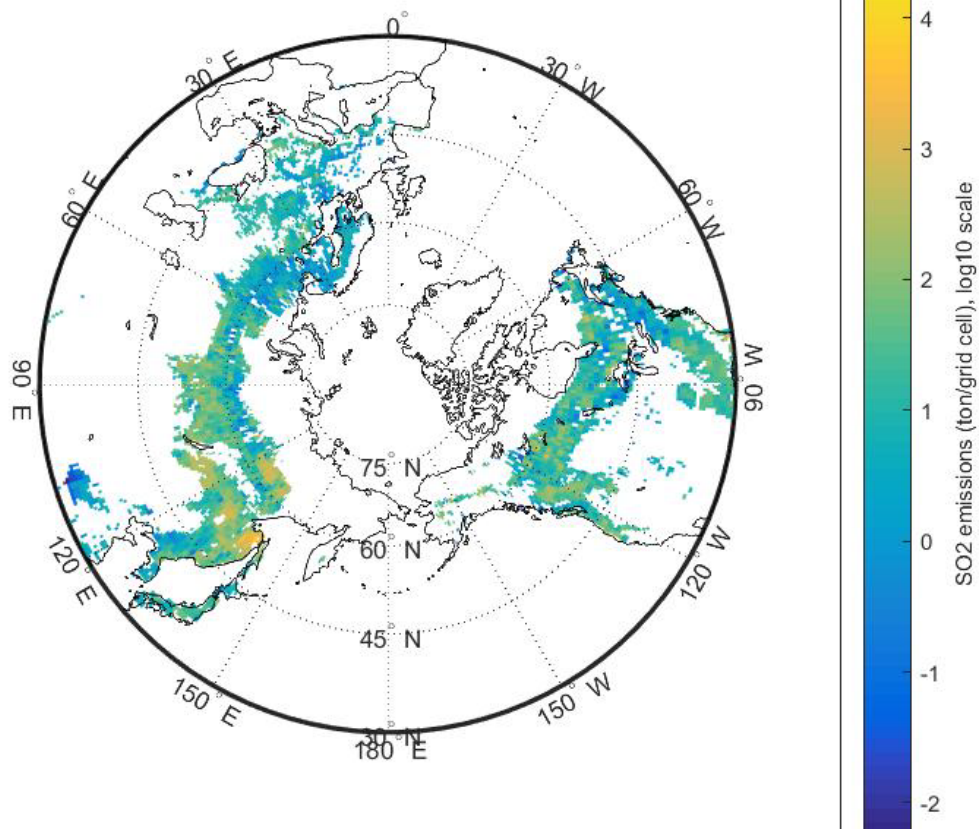 0°
30° E
30° W
60° E
60° W
90 E
90 W
75° N
60° N
120° E
120° W
45° N
150° E
150° W
30° N
180° E
4
3
2
1
0
-1
-2
SO2 emissions (ton/grid cell), log10 scale